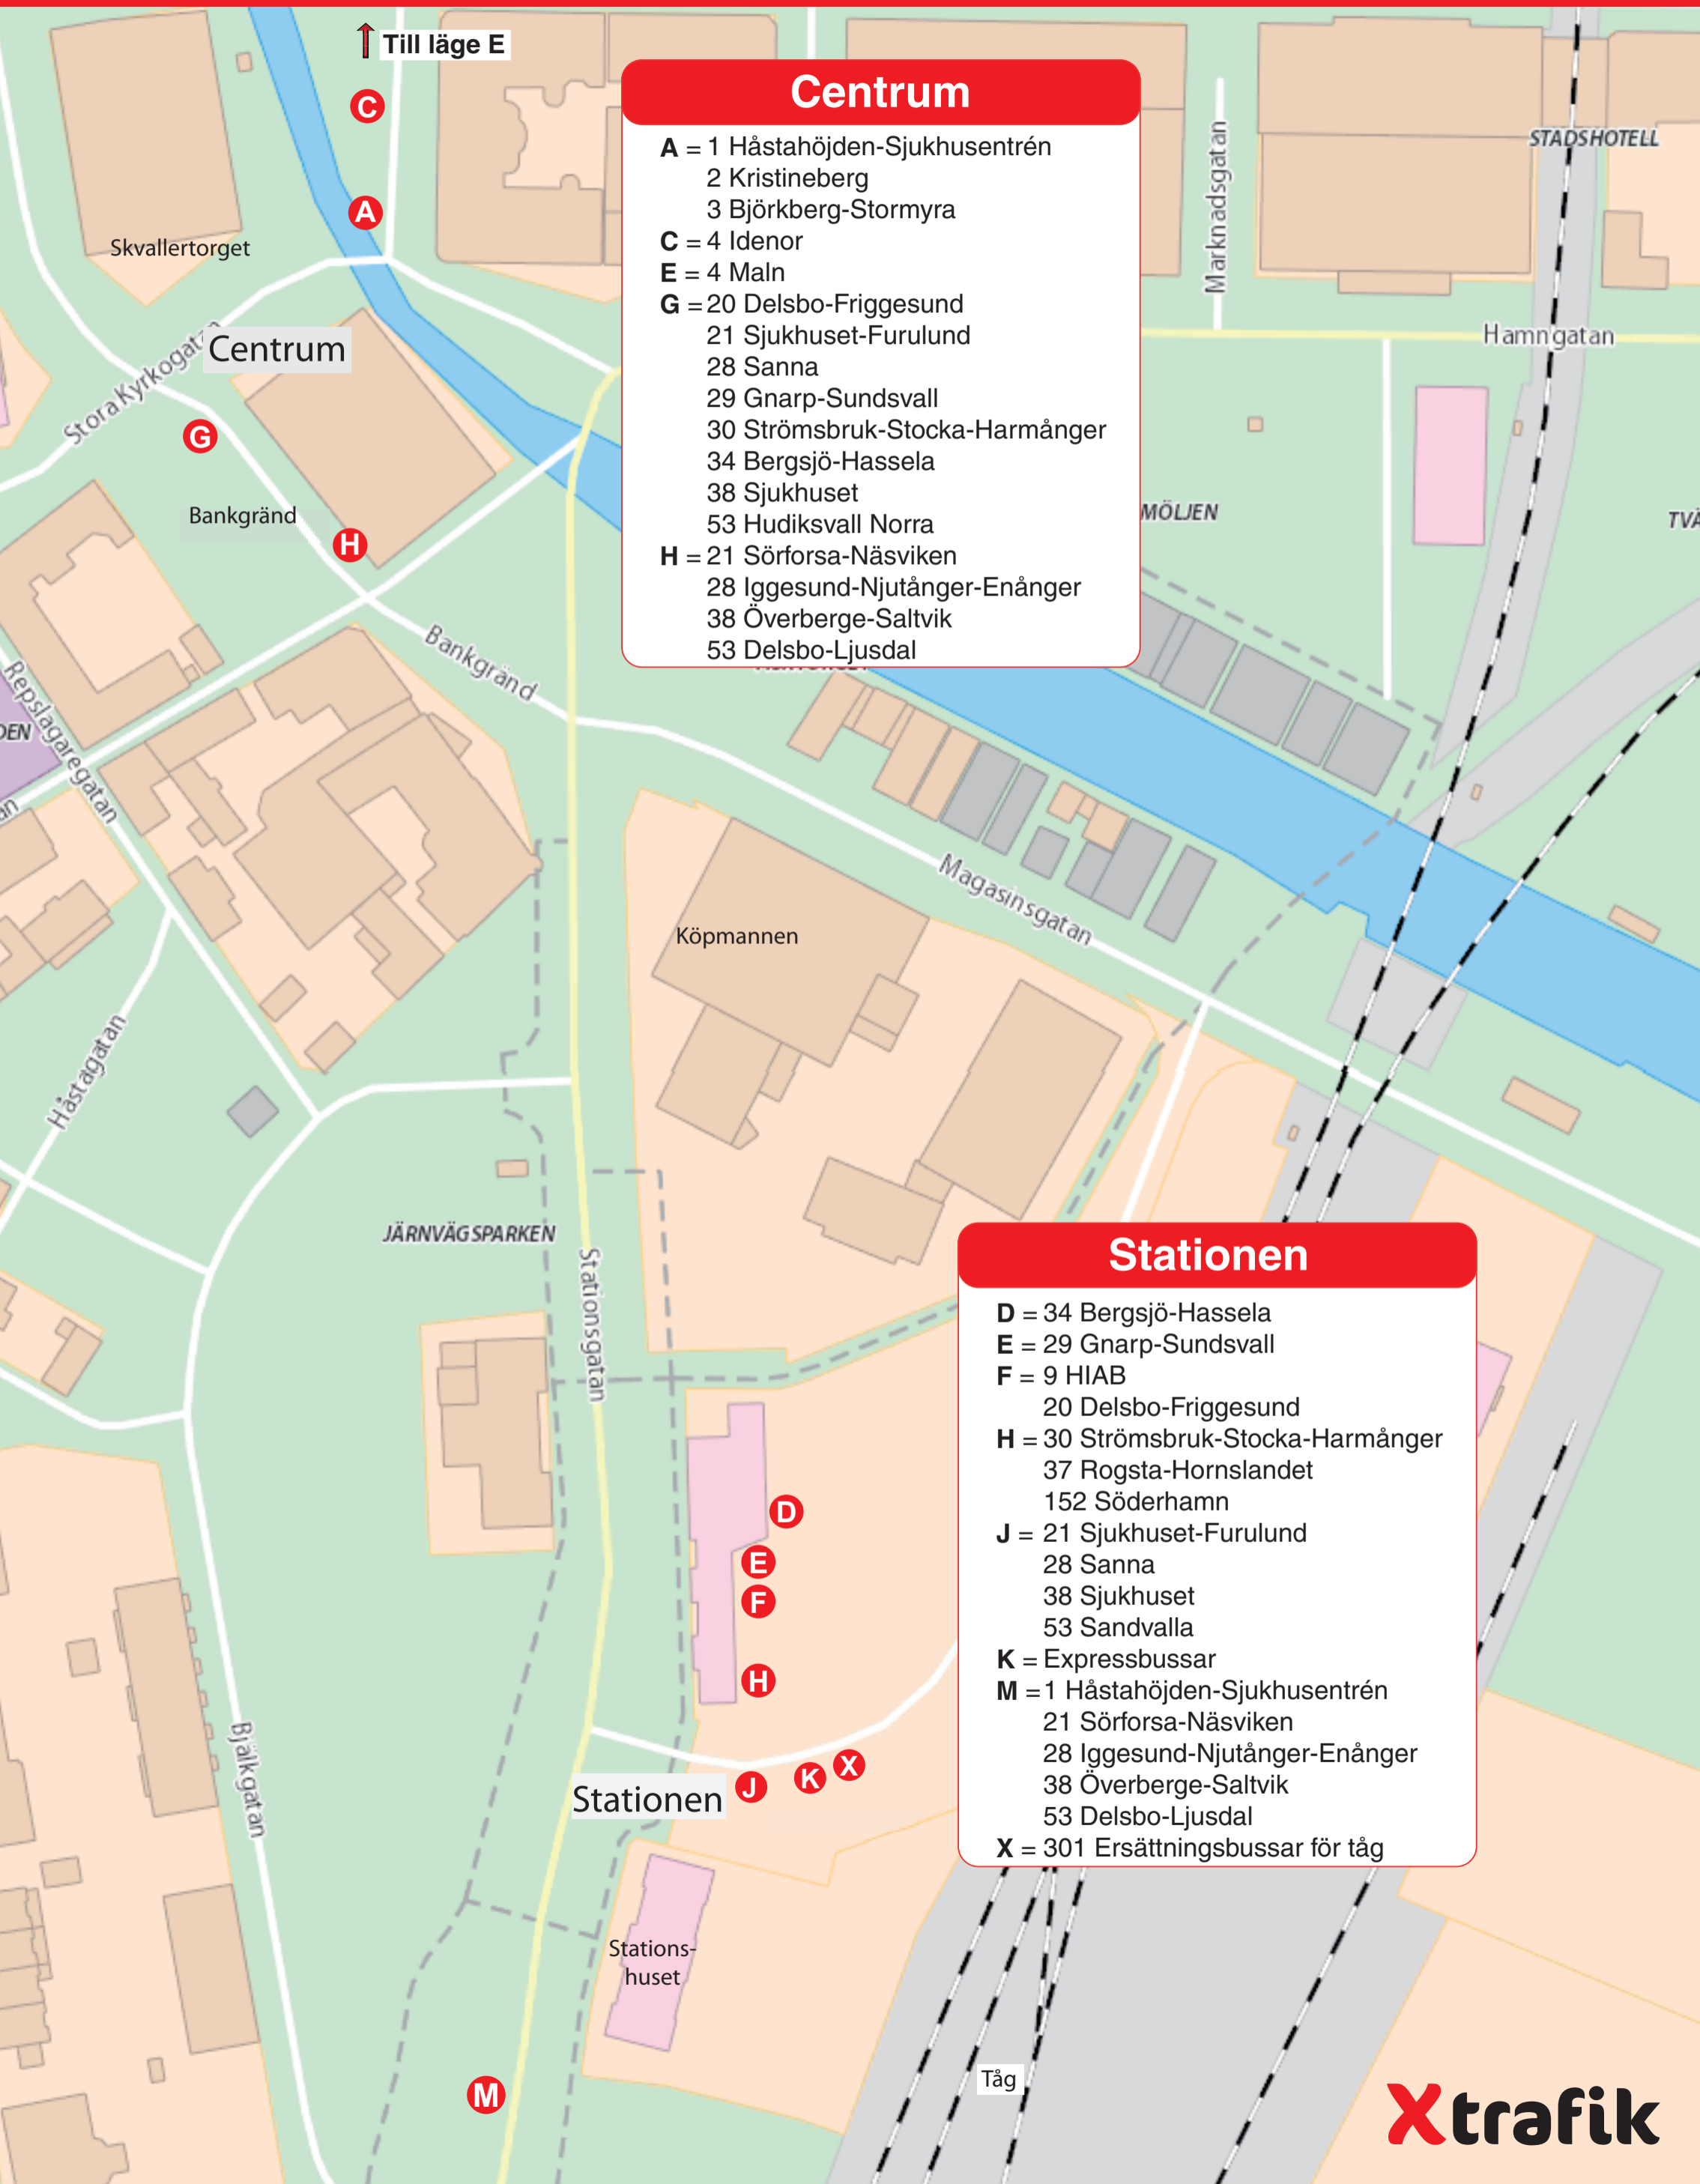 Till läge E
C
A
Skvallertorget
Stora Kyrkogatan
Centrum
G
Bankgränd
H
Bankgränd
Centrum
A = 1 Håstahöjden-Sjukhusentrén
2 Kristineberg
3 Björkberg-Stormyra
C = 4 Idenor
E = 4 Maln
G = 20 Delsbo-Friggesund
21 Sjukhuset-Furulund
28 Sanna
29 Gnarp-Sundsvall
30 Strömsbruk-Stocka-Harmånger
34 Bergsjö-Hassela
38 Sjukhuset
53 Hudiksvall Norra
H = 21 Sörforsa-Näsviken
28 Iggesund-Njutånger-Enånger
38 Överberge-Saltvik
53 Delsbo-Ljusdal
Marknadsgatan
STADSHOTELL
Hamngatan
MÖLJEN
TVÄ
Repslagaregatan
DEN
an
Köpmannen
Magasinsgatan
Håstagatan
JÄRNVÄGSPARKEN
Stationsgatan
Bjälkgatan
D
E
F
H
J
K
X
Stationen
Stations-
huset
M
Stationen
D = 34 Bergsjö-Hassela
E = 29 Gnarp-Sundsvall
F = 9 HIAB
20 Delsbo-Friggesund
H = 30 Strömsbruk-Stocka-Harmånger
37 Rogsta-Hornslandet
152 Söderhamn
J = 21 Sjukhuset-Furulund
28 Sanna
38 Sjukhuset
53 Sandvalla
K = Expressbussar
M = 1 Håstahöjden-Sjukhusentrén
21 Sörforsa-Näsviken
28 Iggesund-Njutånger-Enånger
38 Överberge-Saltvik
53 Delsbo-Ljusdal
X = 301 Ersättningsbussar för tåg
Tåg
Xtrafik